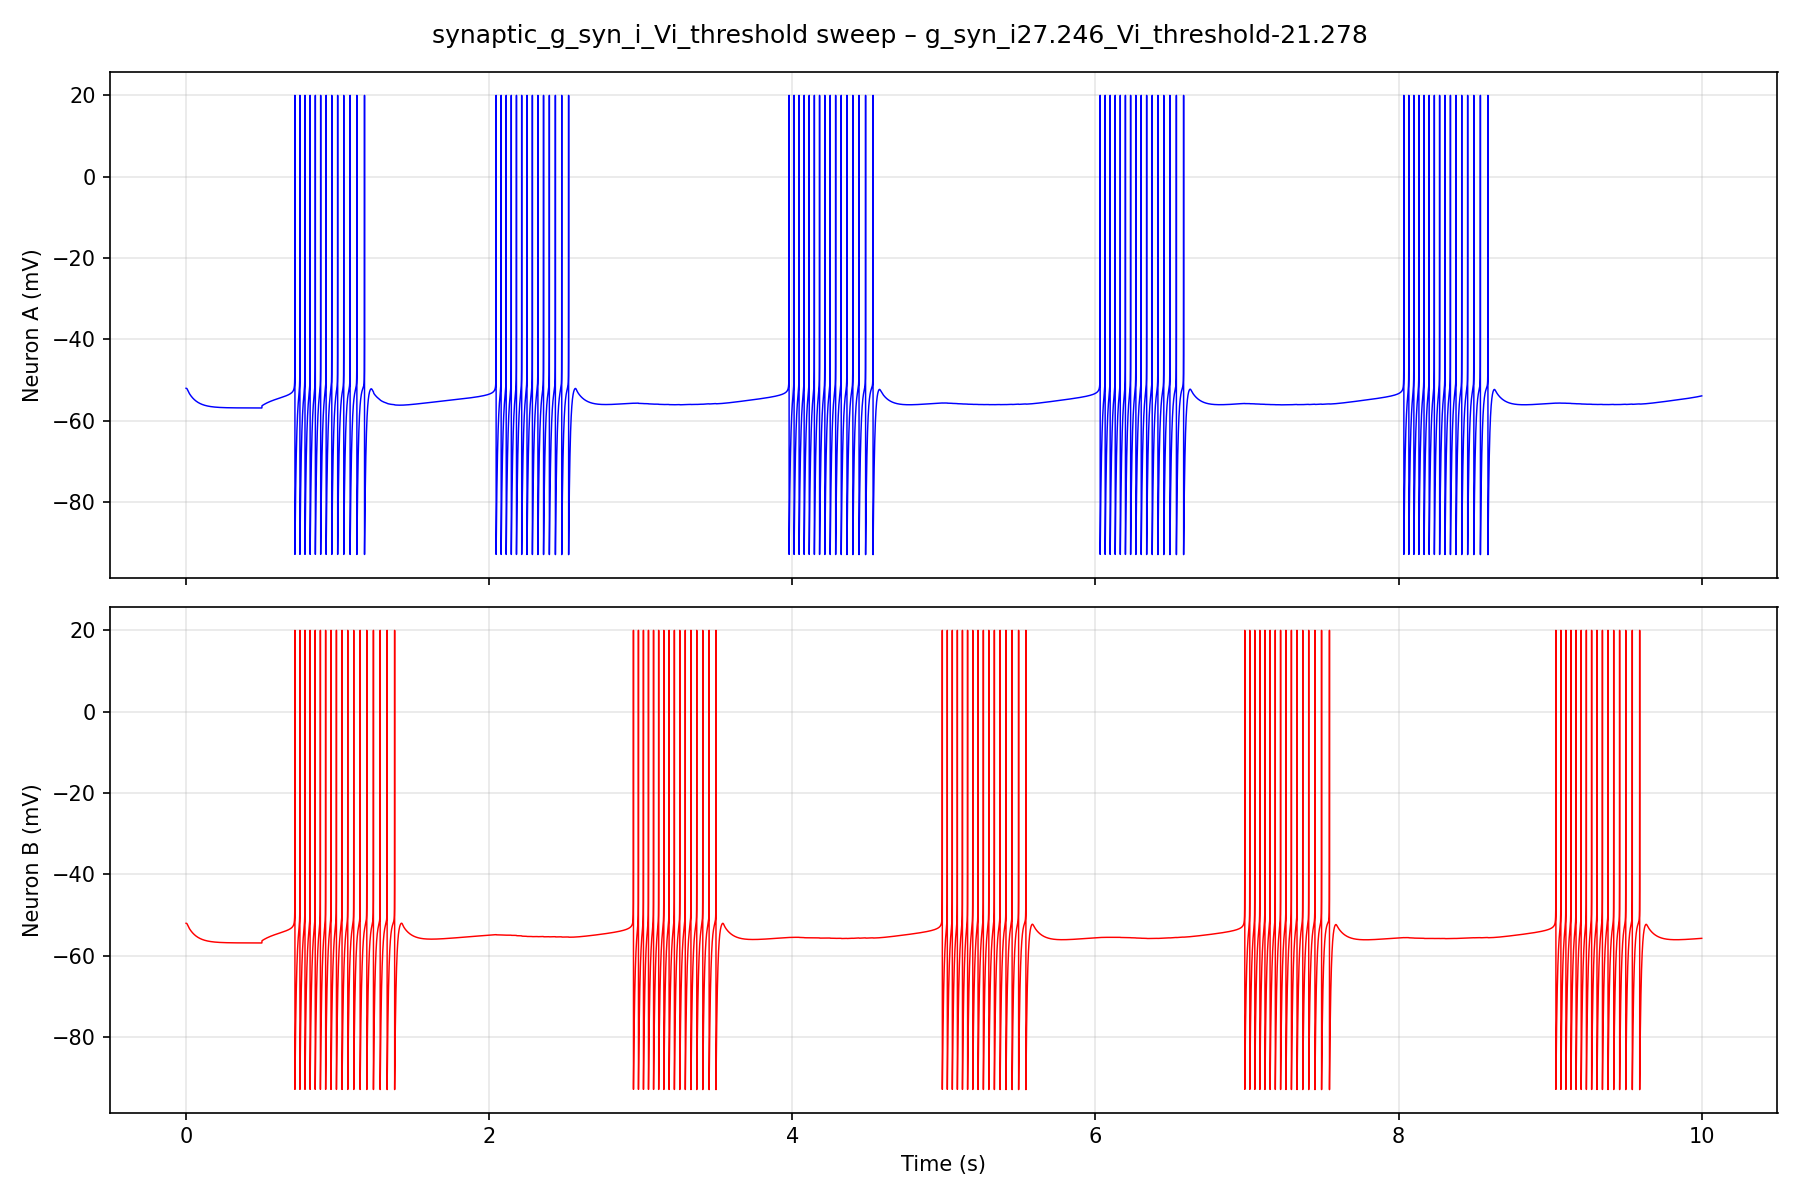 synaptic_g_syn_i_Vi_threshold sweep – g_syn_i27.246_Vi_threshold-21.278
20
0
−20
−40
−60
−80
Neuron A (mV)
20
0
−20
−40
−60
−80
Neuron B (mV)
0 2 4 6 8 10
Time (s)